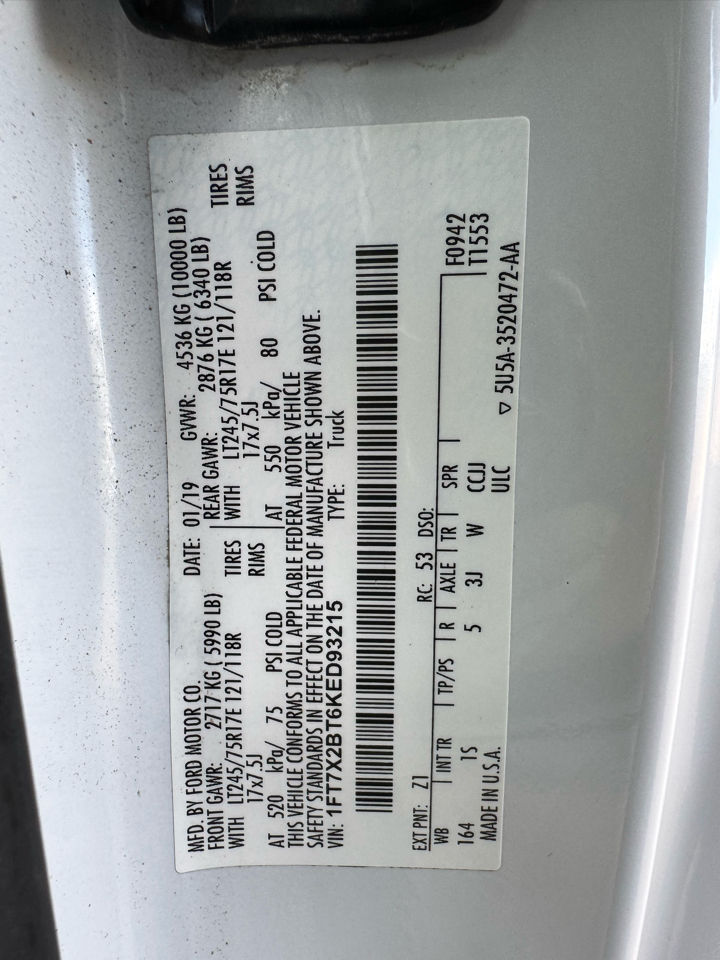 MFD. BY FORD MOTOR CO. DATE: 01/19 GVWR: 4536 KG (10000 LB)
FRONT GAWR: 2717 KG ( 5990 LB) REAR GAWR: 2876 KG ( 6340 LB)
WITH LT245/75R17E 121/118R TIRES WITH LT245/75R17E 121/118R TIRES
17x7.5J RIMS 17x7.5J RIMS
AT 520 kPa/ 75 PSI COLD AT 550 kPa/ 80 PSI COLD
THIS VEHICLE CONFORMS TO ALL APPLICABLE FEDERAL MOTOR VEHICLE
SAFETY STANDARDS IN EFFECT ON THE DATE OF MANUFACTURE SHOWN ABOVE.
VIN: 1FT7X2BT6KED93215 TYPE: Truck
EXT PNT: Z1 RC: 53 DSO:
WB INT TR TP/PS R AXLE TR SPR F0942
164 1S 5 3J W CCJJ T1553
MADE IN U.S.A. ULC
▽ 5U5A-3520472-AA